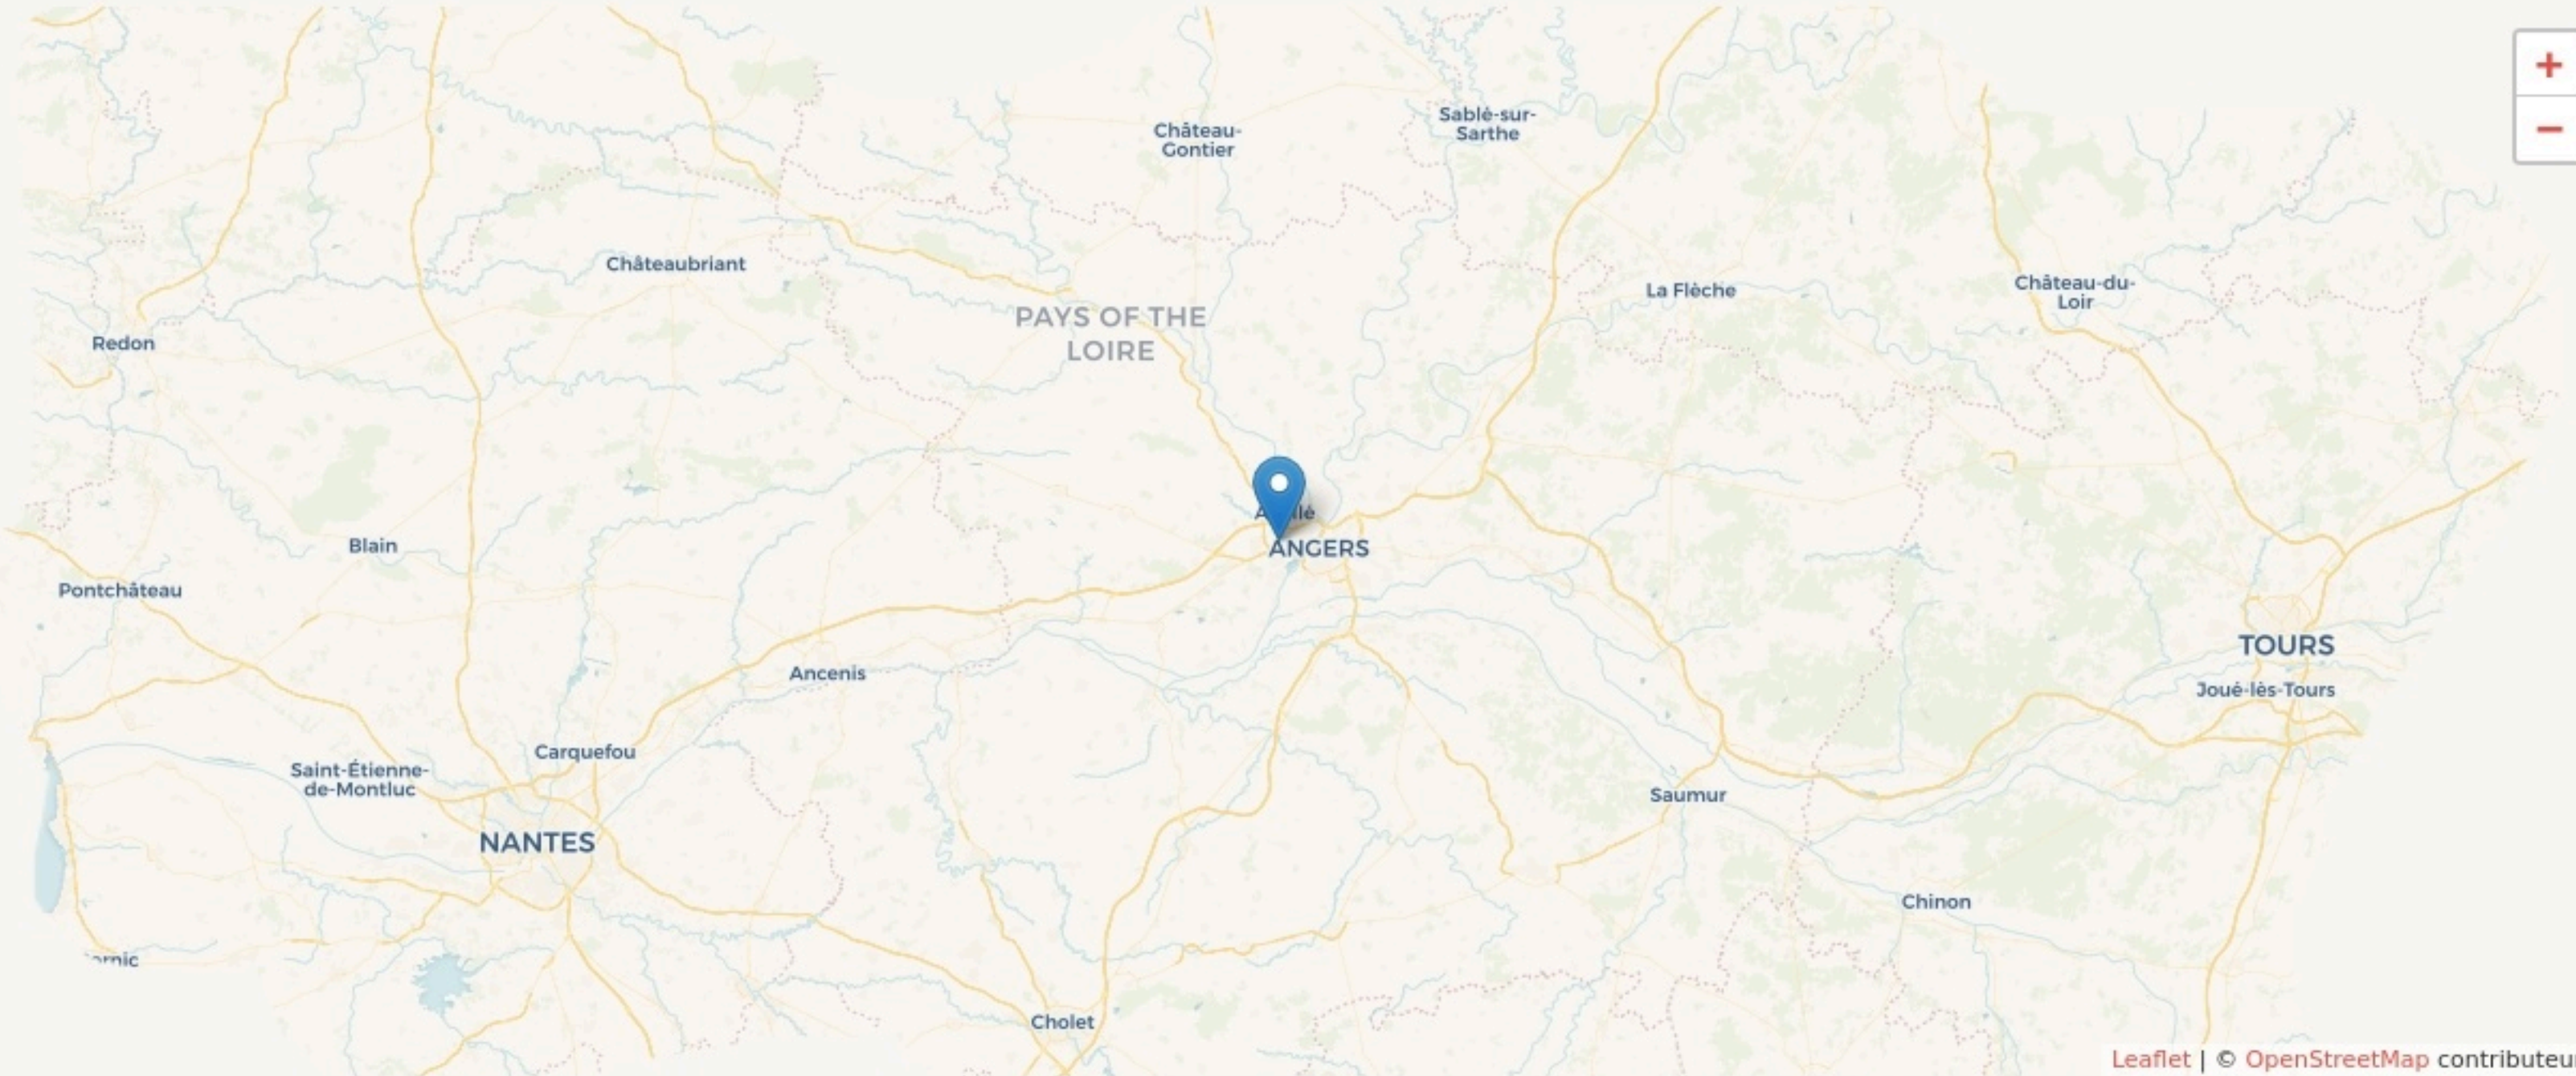 +
−
Château-
Gontier
Sablé-sur-
Sarthe
Châteaubriant
La Flèche
Château-du-
Loir
PAYS OF THE
LOIRE
Redon
ANGERS
Blain
Pontchâteau
TOURS
Ancenis
Joué-lès-Tours
Carquefou
Saint-Étienne-
de-Montluc
Saumur
NANTES
Chinon
Cholet
Leaflet | © OpenStreetMap